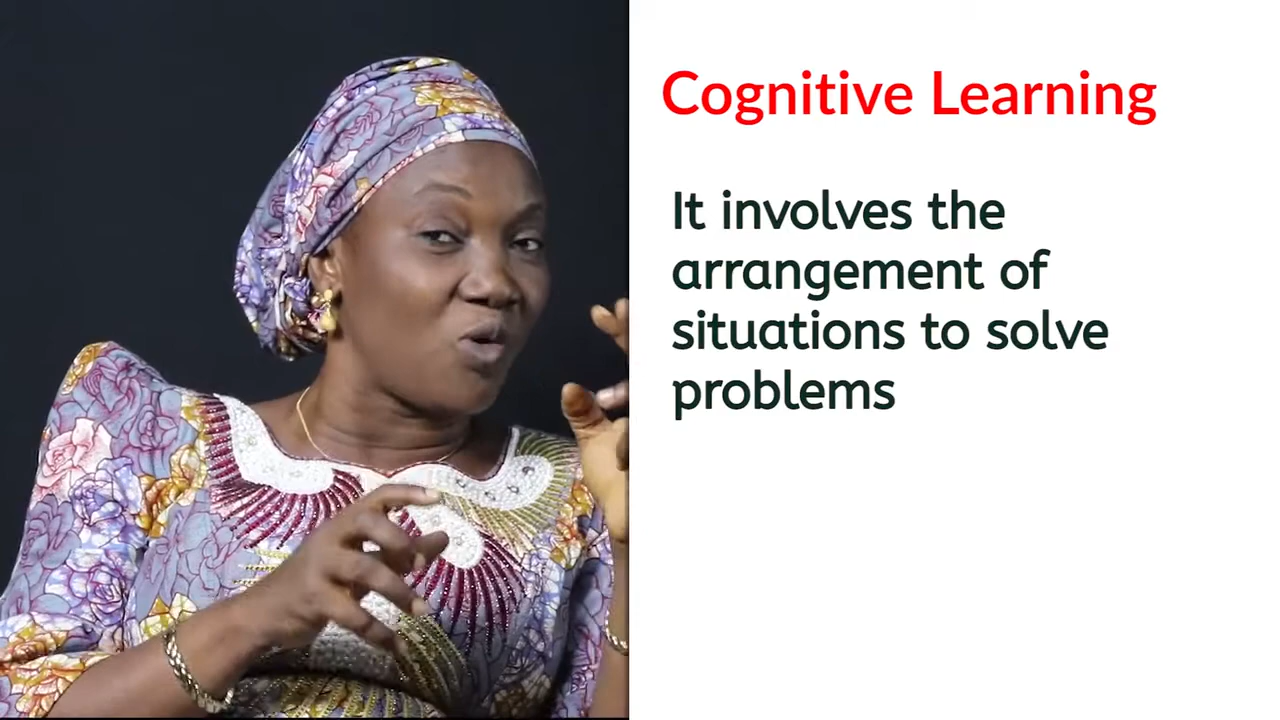 Cognitive Learning
It involves the
arrangement of
situations to solve
problems